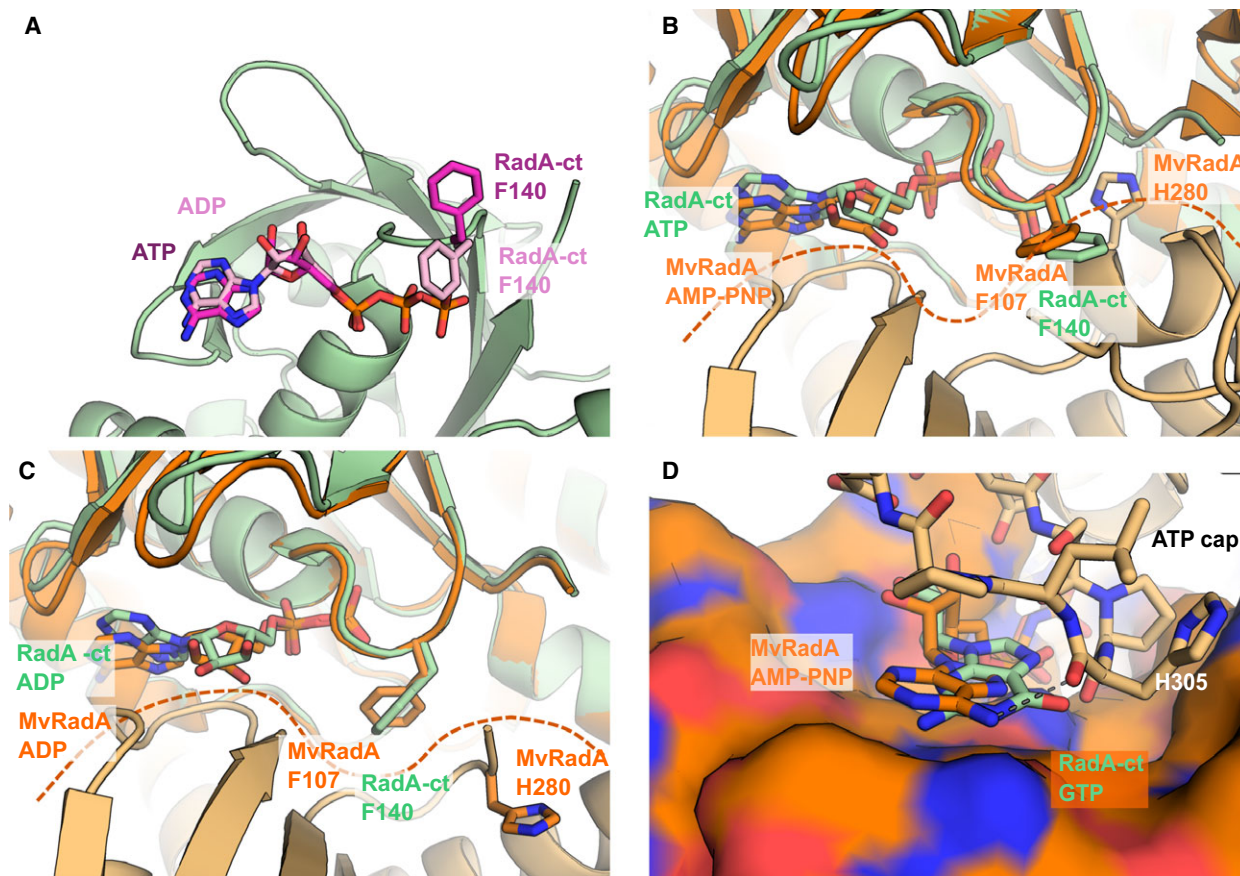 A
ADP
ATP
RadA-ct
F140
RadA-ct
F140
B
RadA-ct
ATP
MvRadA
AMP-PNP
MvRadA
F107
RadA-ct
F140
MvRadA
H280
C
RadA -ct
ADP
MvRadA
ADP
MvRadA
F107
RadA-ct
F140
MvRadA
H280
D
ATP cap
MvRadA
AMP-PNP
H305
RadA-ct
GTP